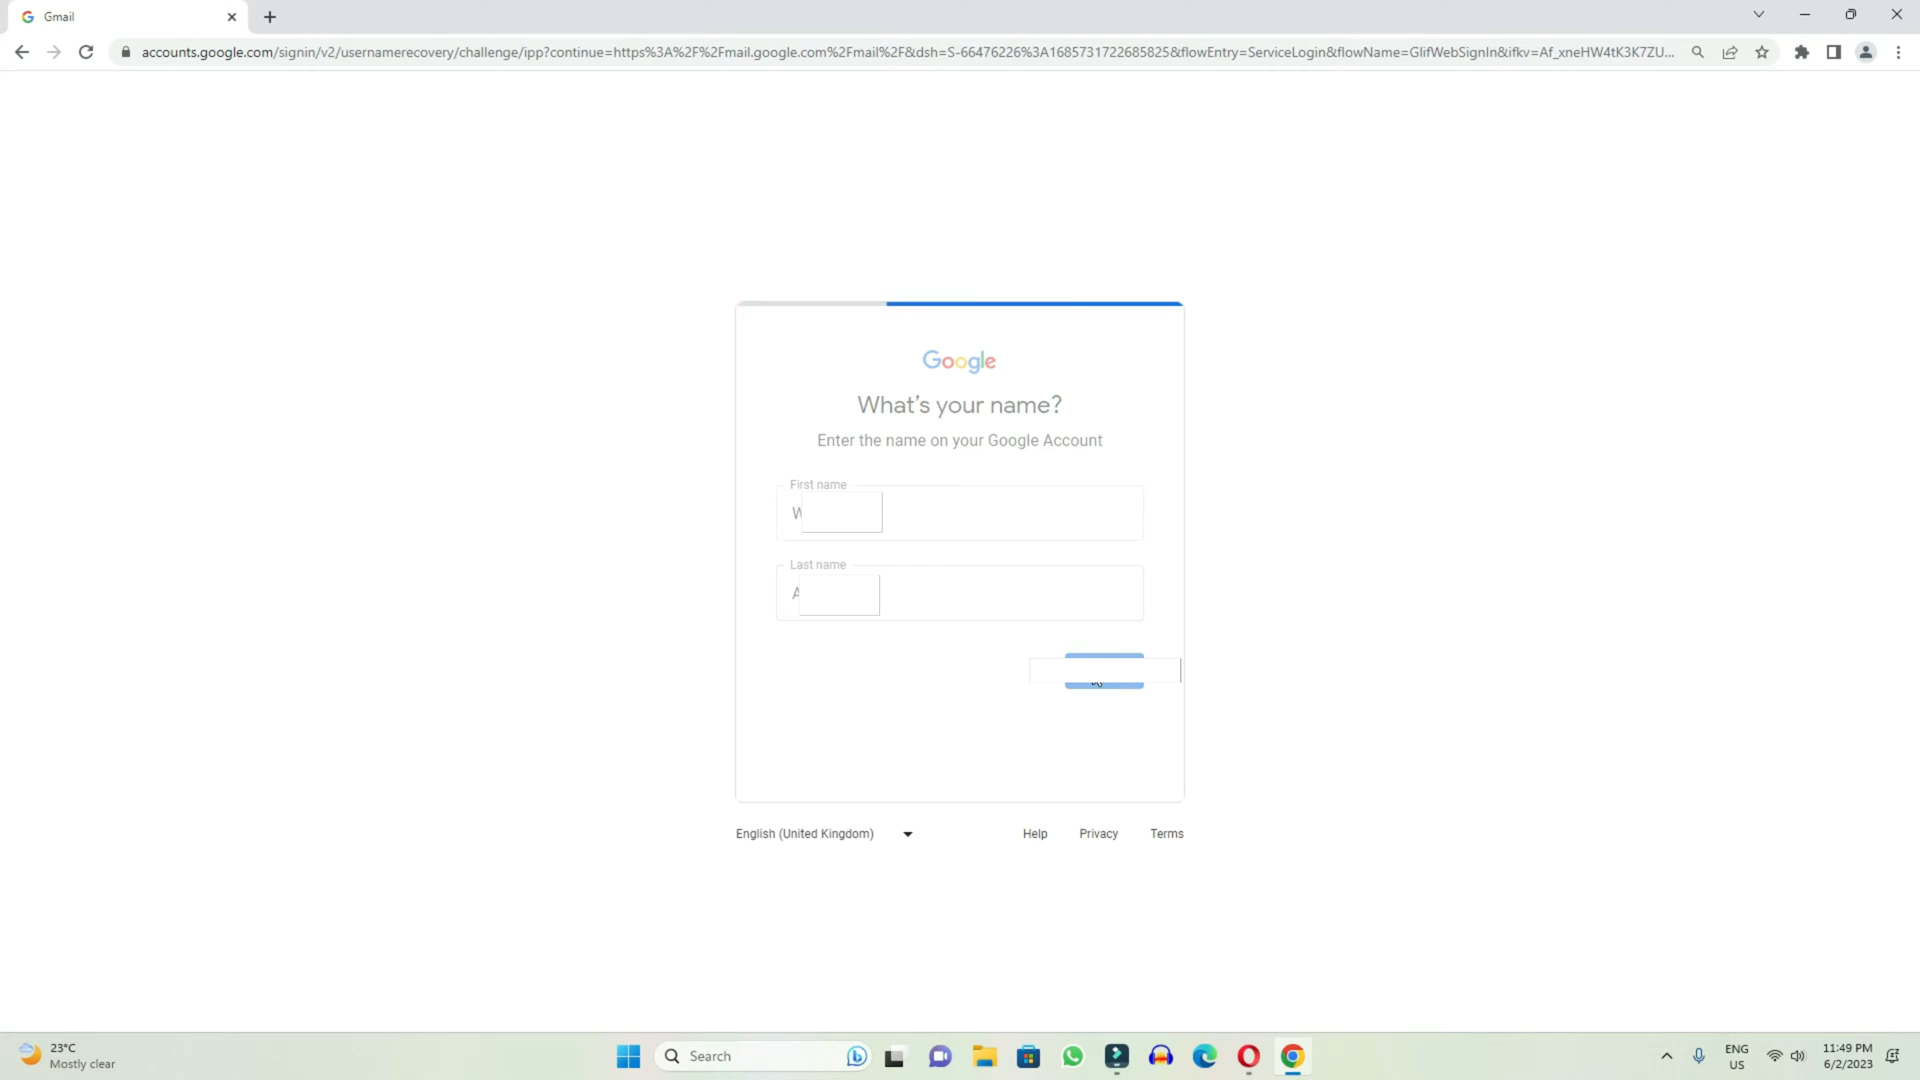 Gmail
accounts.google.com/signin/v2/usernamerecovery/challenge/ipp?continue=https%3A%2F%2Fmail.google.com%2Fmail%2F&dsh=S-66476226%3A1685731722685825&flowEntry=ServiceLogin&flowName=GlifWebSignIn&ifkv=Af_xneHW4tK3K7ZU...
Google
What's your name?
Enter the name on your Google Account
First name
W
Last name
A
English (United Kingdom)
Help Privacy Terms
23°C
Mostly clear
Search
ENG
US
11:49 PM
6/2/2023